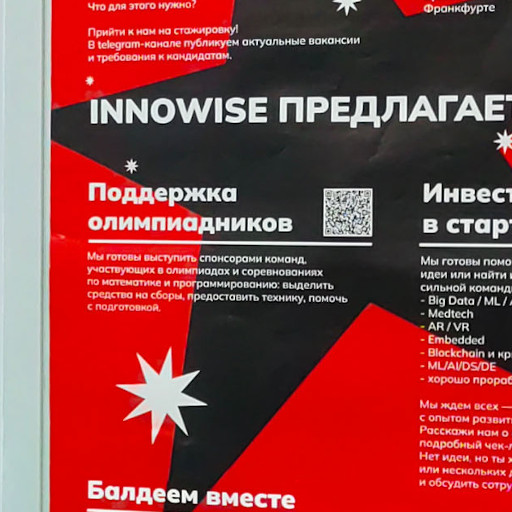 Что для этого нужно?
Франкфурте
Прийти к нам на стажировку!
В telegram-канале публикуем актуальные вакансии
и требования к кандидатам.
INNOWISE ПРЕДЛАГАЕТ
Поддержка
олимпиадников
Мы готовы выступить спонсорами команд,
участвующих в олимпиадах и соревнованиях
по математике и программированию: выделить
средства на сборы, предоставить технику, помочь
с подготовкой.
Инвест
в старт
Мы готовы помо
идеи или найти и
сильной команд
- Big Data / ML /
- Medtech
- AR / VR
- Embedded
- Blockchain и кр
- ML/AI/DS/DE
- хорошо прораб
Мы ждем всех —
с опытом развит
Расскажи нам о
подробный чек-л
Нет идеи, но ты х
или нескольких д
и обсудить сотру
Балдеем вместе